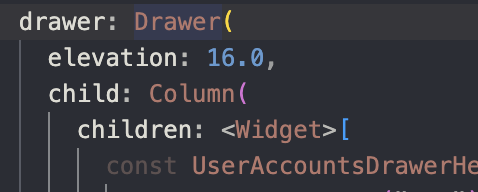 drawer: Drawer(
elevation: 16.0,
child: Column(
children: <Widget>[
const UserAccountsDrawerHe